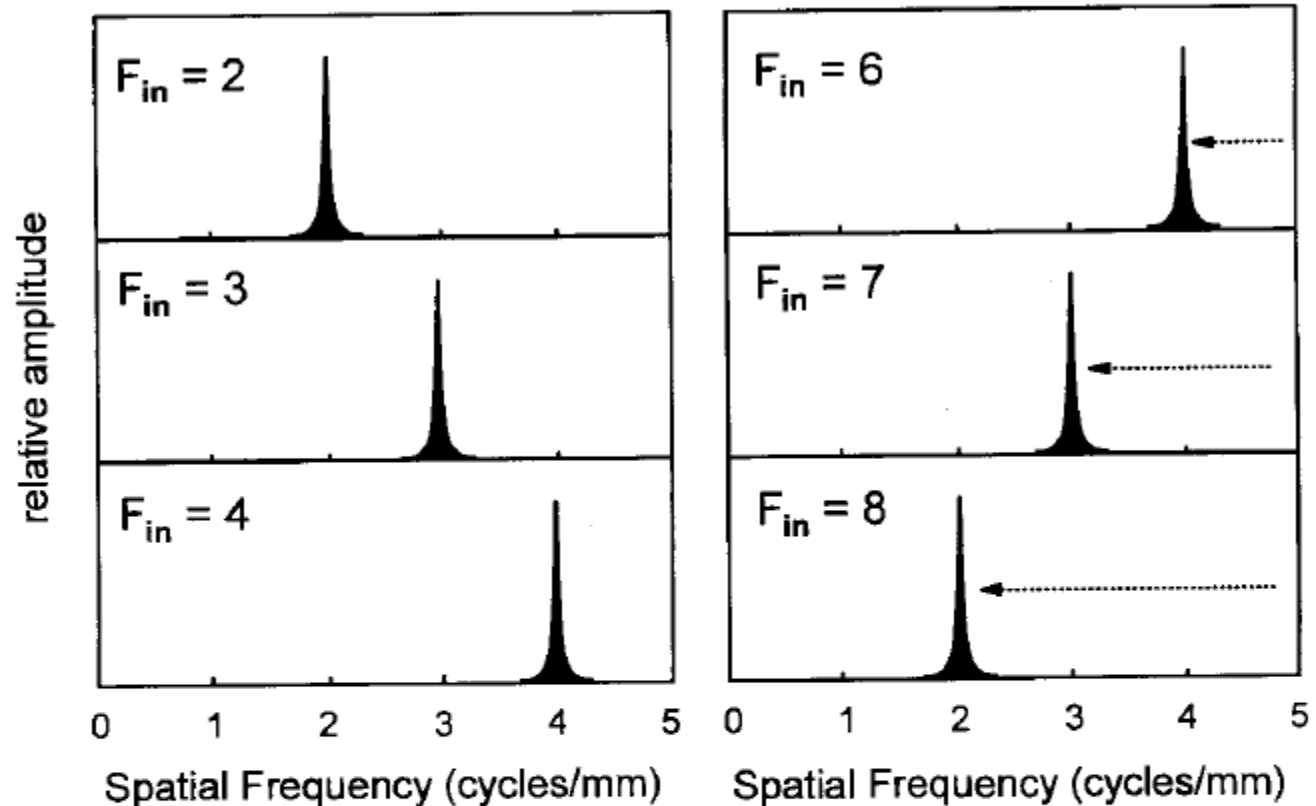 relative amplitude
F_in = 2
F_in = 3
F_in = 4
0 1 2 3 4 5
Spatial Frequency (cycles/mm)
F_in = 6
F_in = 7
F_in = 8
0 1 2 3 4 5
Spatial Frequency (cycles/mm)